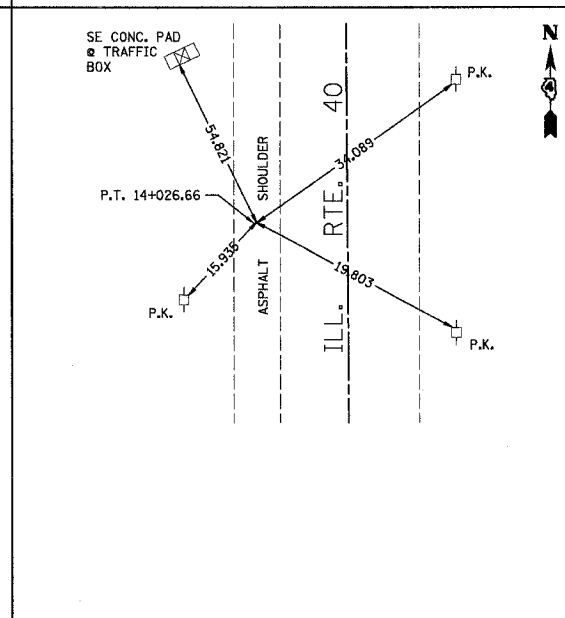 SE CONC. PAD
@ TRAFFIC
BOX
N
4
P.K.
54.821
34.089
ILL. RTE. 40
ASPHALT SHOULDER
P.T. 14+026.66
15.935
19.803
P.K.
P.K.